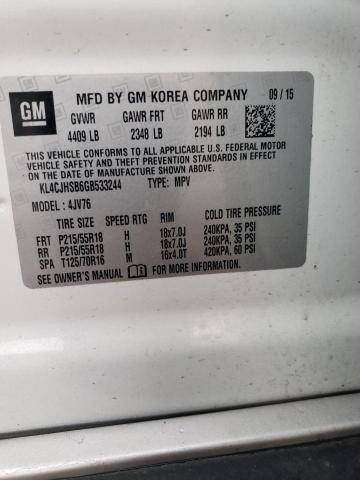 GM
MFD BY GM KOREA COMPANY 09 / 15
GVWR GAWR FRT GAWR RR
4409 LB 2348 LB 2194 LB
THIS VEHICLE CONFORMS TO ALL APPLICABLE U.S. FEDERAL MOTOR
VEHICLE SAFETY, BUMPER, AND THEFT PREVENTION STANDARDS IN
EFFECT ON THE DATE OF MANUFACTURE SHOWN ABOVE.
KL4CJHSB6GB533244 TYPE: MPV
MODEL: 4JV76
TIRE SIZE SPEED RTG RIM COLD TIRE PRESSURE
FRT P215/55R18 H 18x7.0J 240KPA, 35 PSI
RR P215/55R18 H 18x7.0J 240KPA, 35 PSI
SPA T125/70R16 M 16x4.0T 420KPA, 60 PSI
SEE OWNER'S MANUAL FOR MORE INFORMATION.